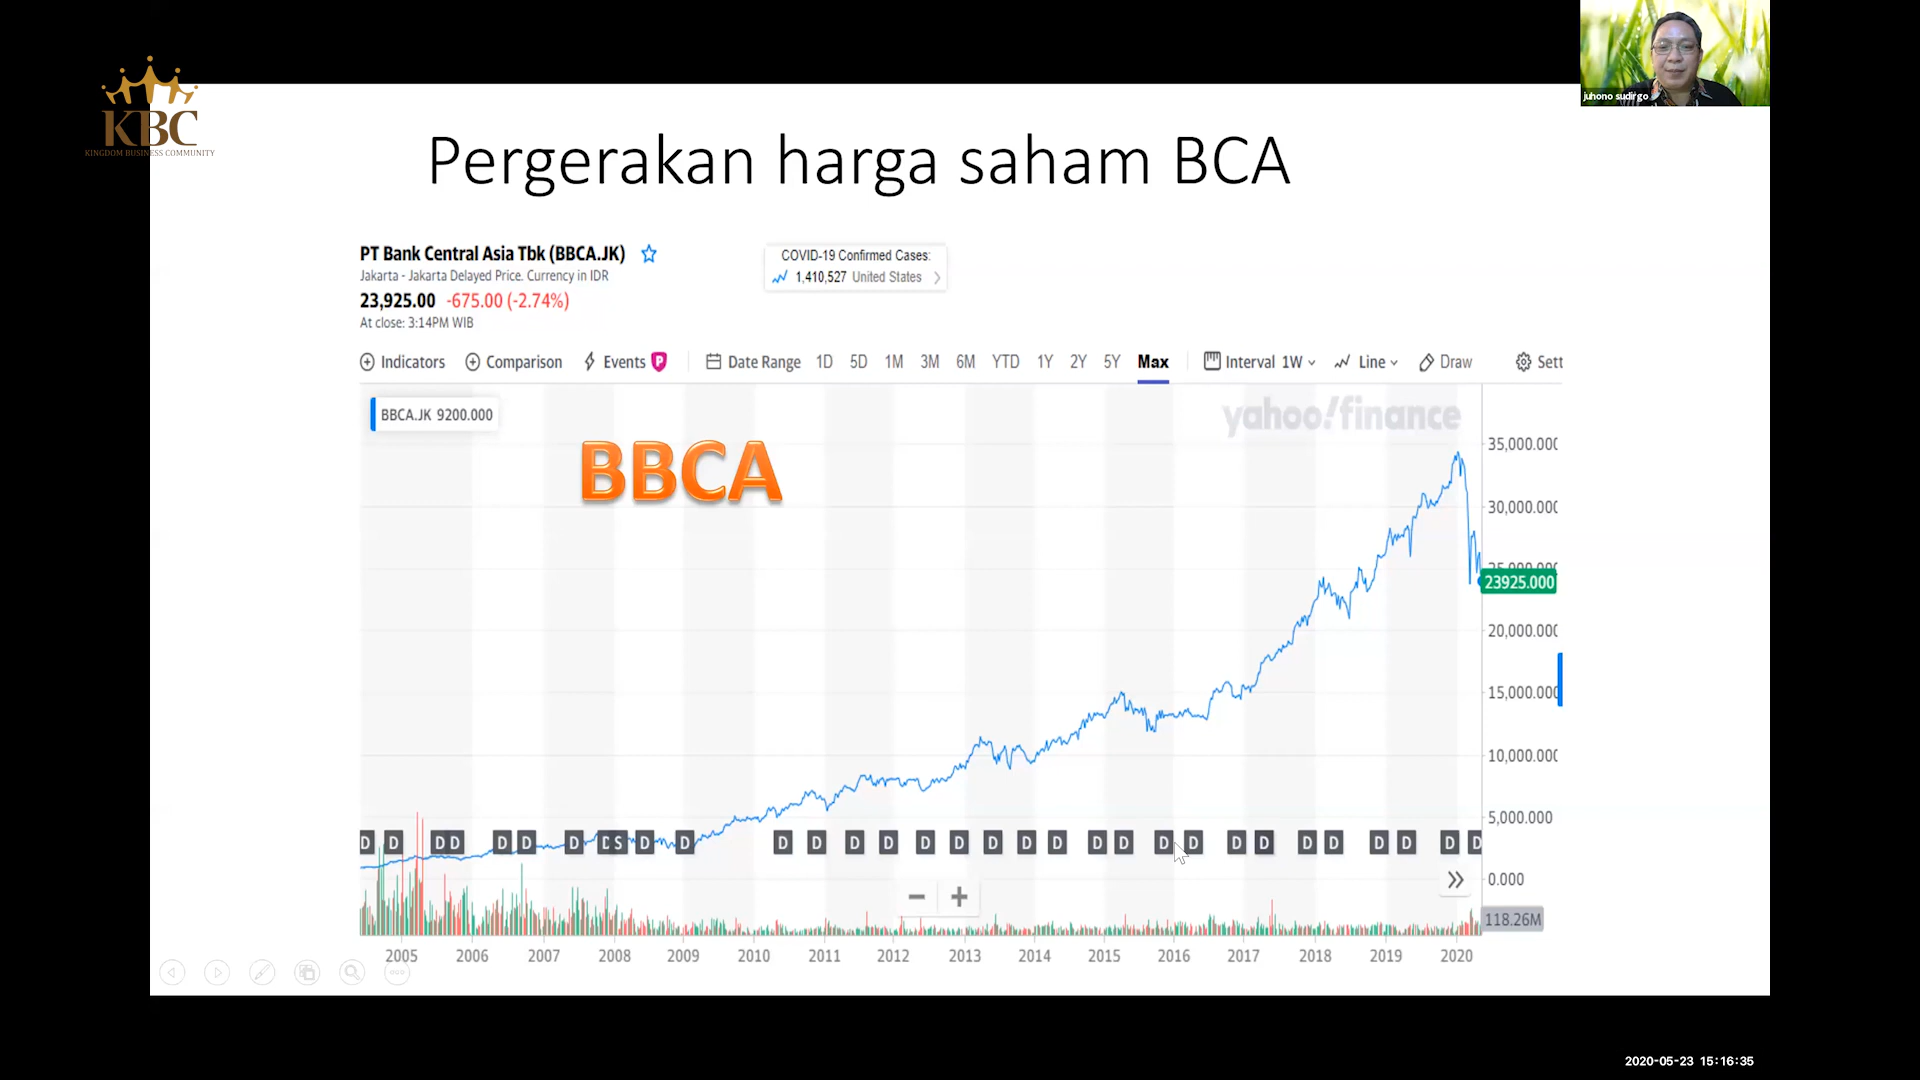 KBC
KINGDOM BUSINESS COMMUNITY
juhono sudirgo
Pergerakan harga saham BCA
PT Bank Central Asia Tbk (BBCA.JK)
Jakarta - Jakarta Delayed Price. Currency in IDR
23,925.00 -675.00 (-2.74%)
At close: 3:14PM WIB
COVID-19 Confirmed Cases:
1,410,527 United States
Indicators Comparison Events P Date Range 1D 5D 1M 3M 6M YTD 1Y 2Y 5Y Max Interval 1W Line Draw Sett
BBCA.JK 9200.000
yahoo!finance
BBCA
35,000.000
30,000.000
25,000.000
23925.000
20,000.000
15,000.000
10,000.000
5,000.000
D D D D D D D D S D D D D D D D D D D D D D D D D D D D D D D D D
0.000
118.26M
2005 2006 2007 2008 2009 2010 2011 2012 2013 2014 2015 2016 2017 2018 2019 2020
2020-05-23 15:16:35